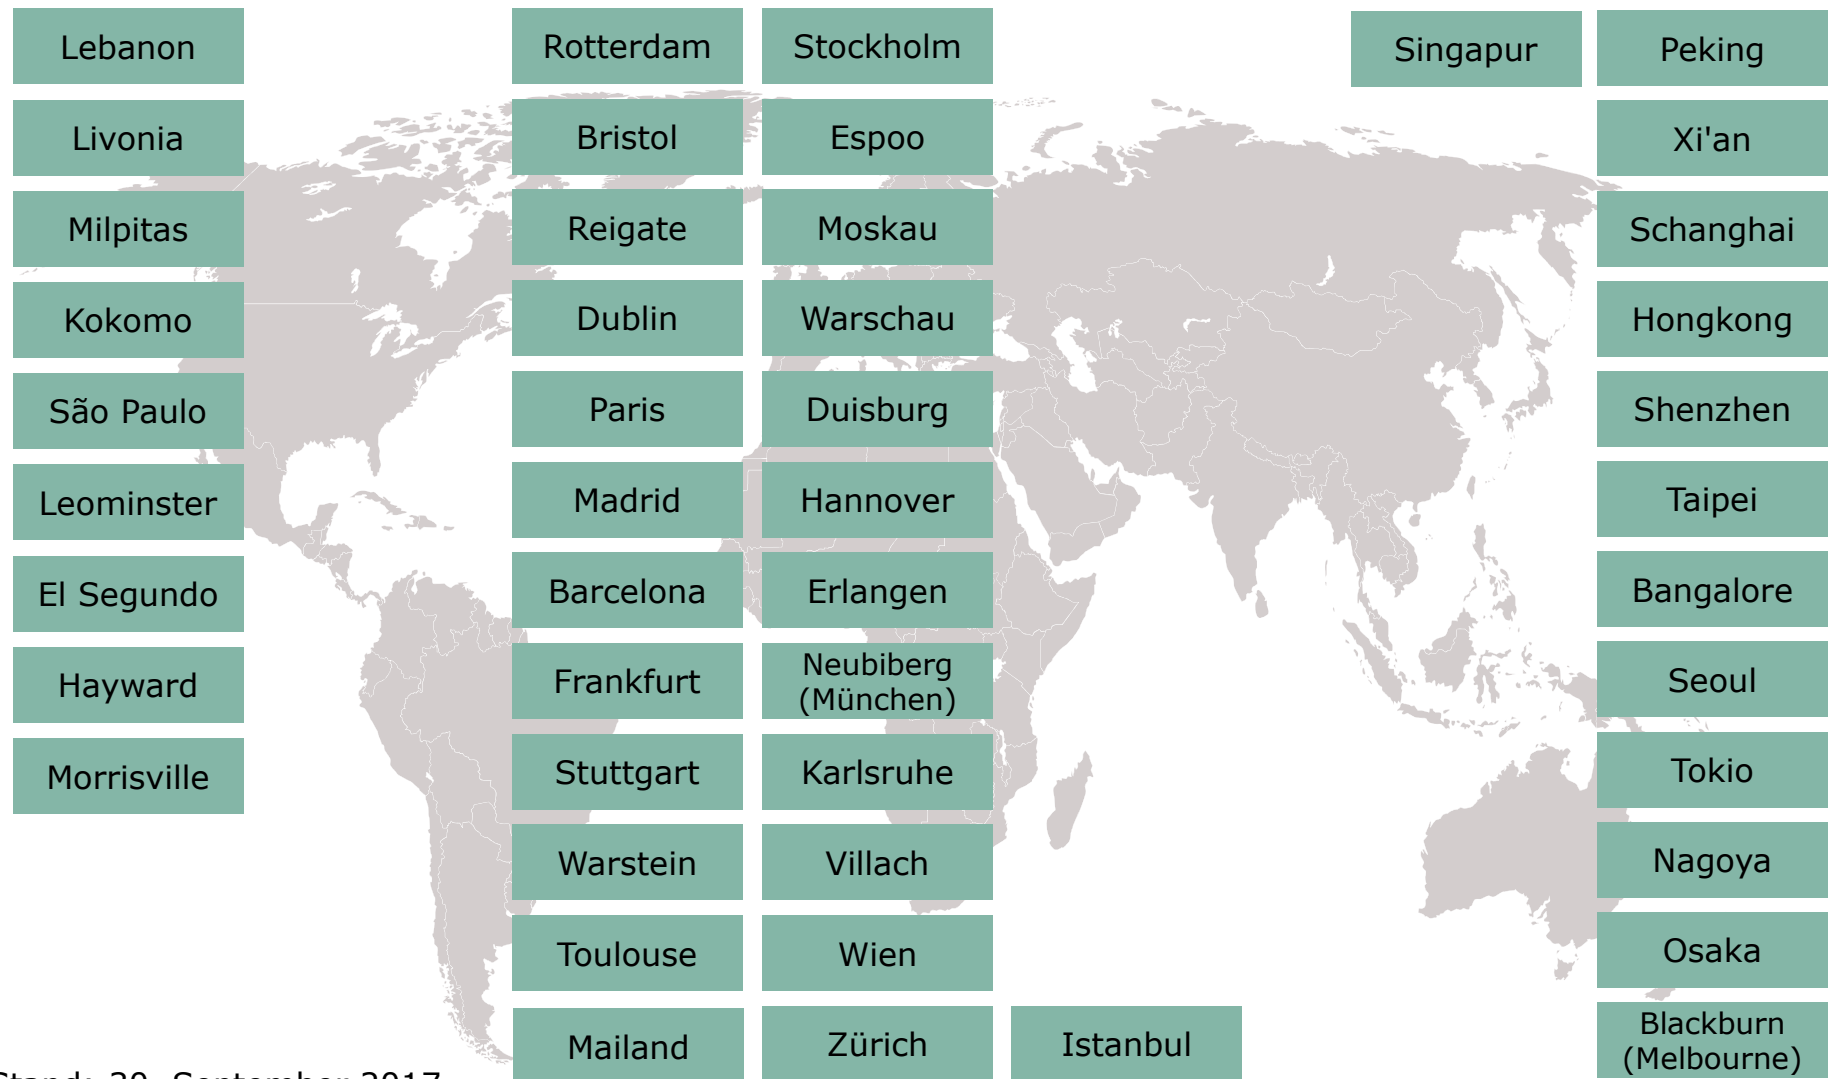 Lebanon
Livonia
Milpitas
Kokomo
São Paulo
Leominster
El Segundo
Hayward
Morrisville
Rotterdam
Bristol
Reigate
Dublin
Paris
Madrid
Barcelona
Frankfurt
Stuttgart
Warstein
Toulouse
Mailand
Stockholm
Espoo
Moskau
Warschau
Duisburg
Hannover
Erlangen
Neubiberg
(München)
Karlsruhe
Villach
Wien
Zürich
Istanbul
Singapur
Peking
Xi'an
Schanghai
Hongkong
Shenzhen
Taipei
Bangalore
Seoul
Tokio
Nagoya
Osaka
Blackburn
(Melbourne)
September 2017